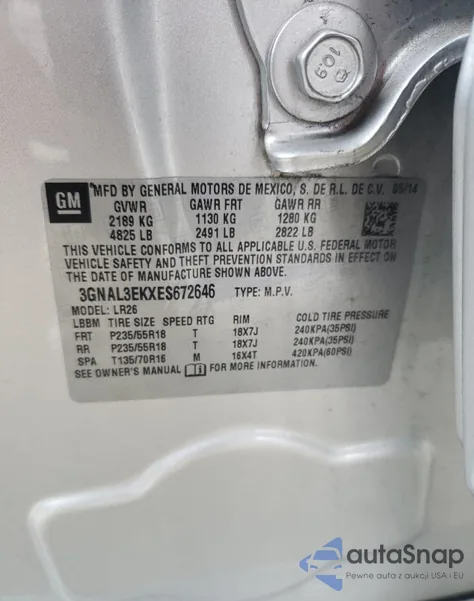 10.9
GM
MFD BY GENERAL MOTORS DE MEXICO, S. DE R.L. DE C.V. 05/14
GVWR GAWR FRT GAWR RR
2189 KG 1130 KG 1280 KG
4825 LB 2491 LB 2822 LB
THIS VEHICLE CONFORMS TO ALL APPLICABLE U.S. FEDERAL MOTOR
VEHICLE SAFETY AND THEFT PREVENTION STANDARDS IN EFFECT ON
THE DATE OF MANUFACTURE SHOWN ABOVE.
3GNAL3EKXES672646 TYPE: M.P.V.
MODEL: LR26
LBBM TIRE SIZE SPEED RTG RIM COLD TIRE PRESSURE
FRT P235/55R18 T 18X7J 240KPA(35PSI)
RR P235/55R18 T 18X7J 240KPA(35PSI)
SPA T135/70R16 M 16X4T 420KPA(60PSI)
SEE OWNER'S MANUAL FOR MORE INFORMATION.
autaSnap
Pewne auta z aukcji USA i EU